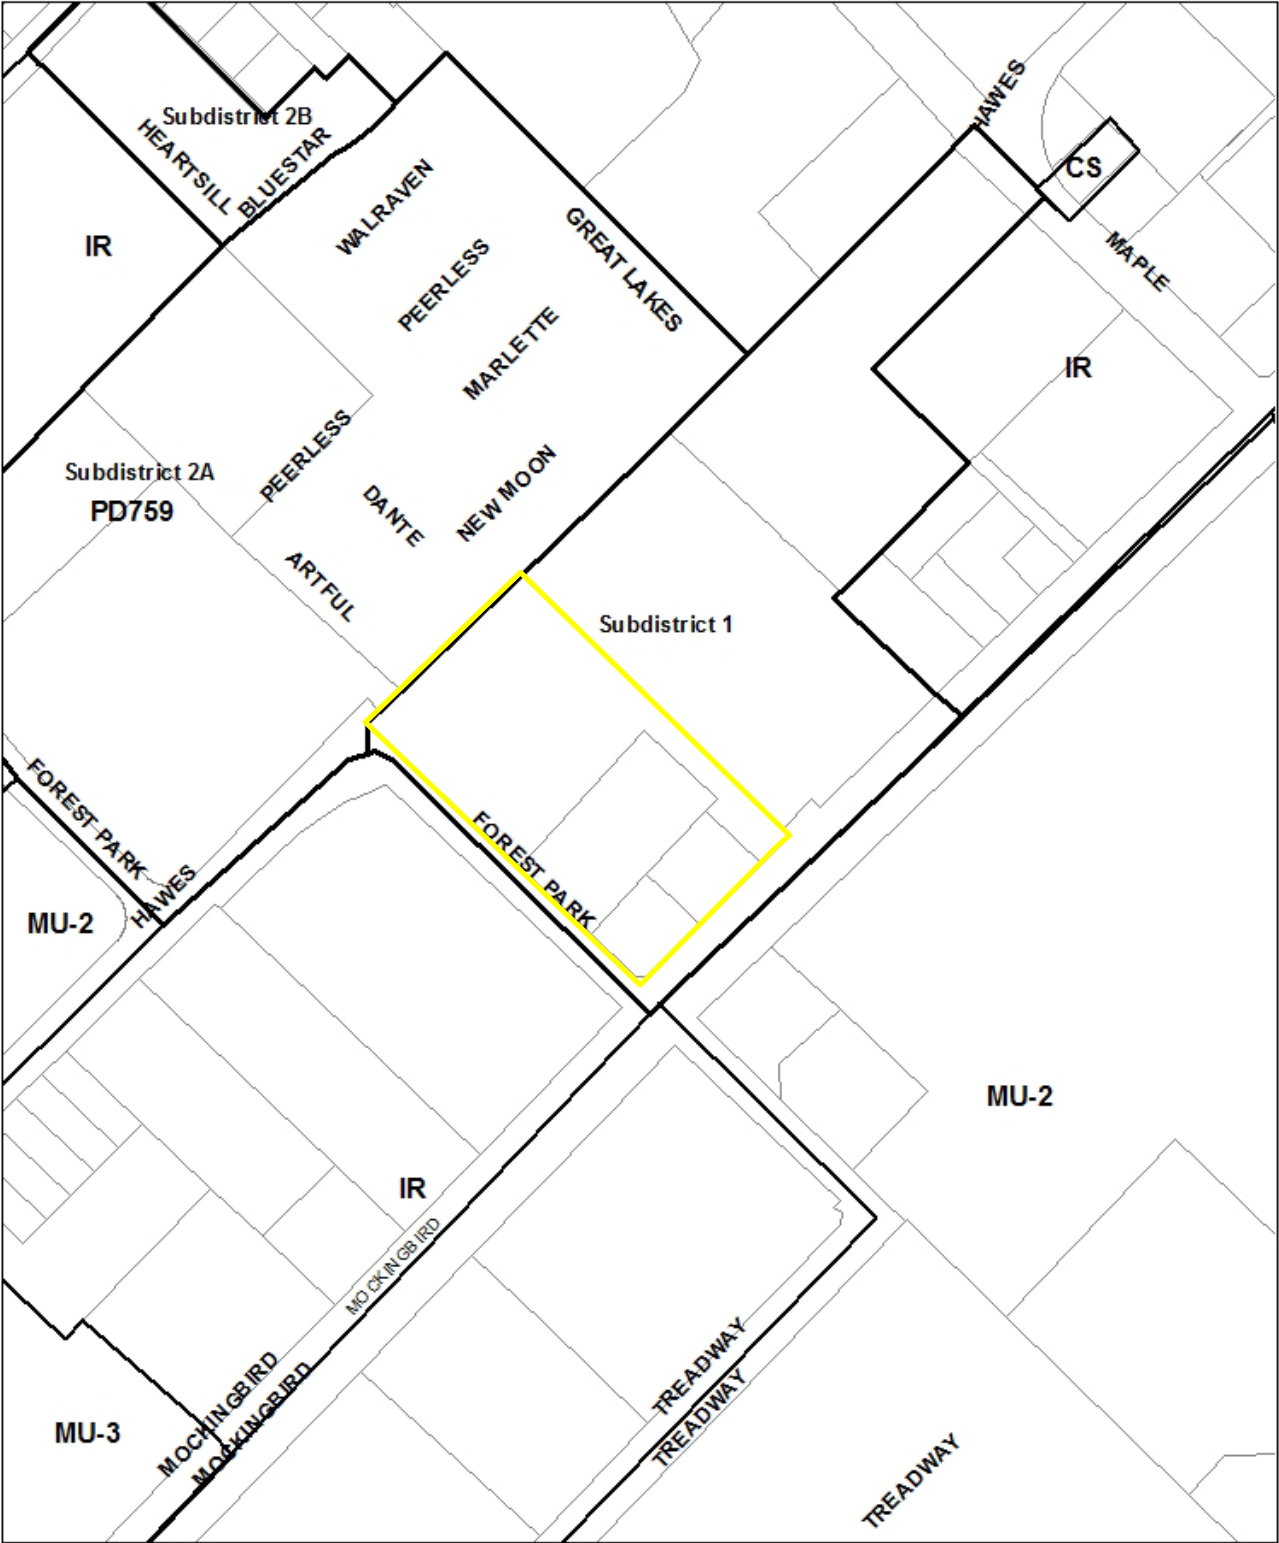 HAWES
Subdistrict 2B
HEARTSILL
BLUESTAR
CS
WALRAVEN
IR
GREAT LAKES
MAPLE
PEERLESS
MARLETTE
IR
PEERLESS
Subdistrict 2A
PD759
NEW MOON
DANTE
ARTFUL
Subdistrict 1
FOREST PARK
FOREST PARK
HAWES
MU-2
MU-2
IR
MOCKINGBIRD
TREADWAY
MOCKINGBIRD
MOCKINGBIRD
TREADWAY
MU-3
TREADWAY